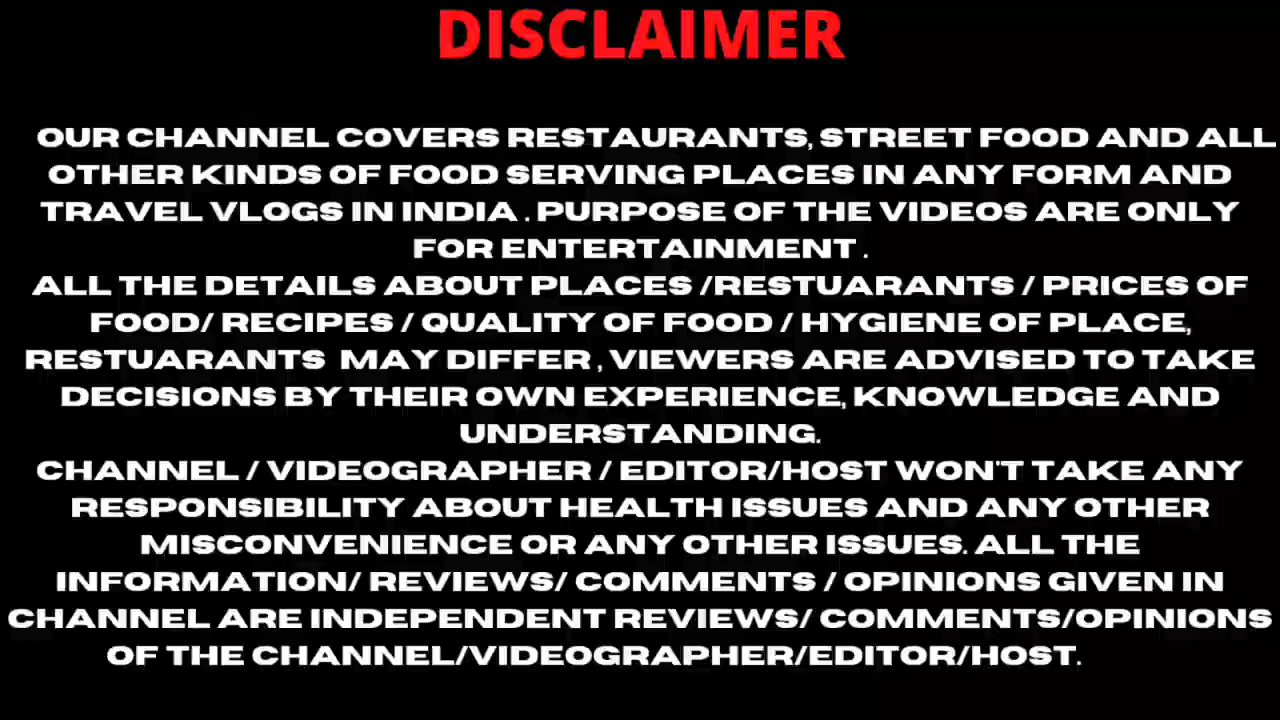 DISCLAIMER
OUR CHANNEL COVERS RESTAURANTS, STREET FOOD AND ALL
OTHER KINDS OF FOOD SERVING PLACES IN ANY FORM AND
TRAVEL VLOGS IN INDIA . PURPOSE OF THE VIDEOS ARE ONLY
FOR ENTERTAINMENT .
ALL THE DETAILS ABOUT PLACES /RESTUARANTS / PRICES OF
FOOD/ RECIPES / QUALITY OF FOOD / HYGIENE OF PLACE,
RESTUARANTS MAY DIFFER , VIEWERS ARE ADVISED TO TAKE
DECISIONS BY THEIR OWN EXPERIENCE, KNOWLEDGE AND
UNDERSTANDING.
CHANNEL / VIDEOGRAPHER / EDITOR/HOST WON'T TAKE ANY
RESPONSIBILITY ABOUT HEALTH ISSUES AND ANY OTHER
MISCONVENIENCE OR ANY OTHER ISSUES. ALL THE
INFORMATION/ REVIEWS/ COMMENTS / OPINIONS GIVEN IN
CHANNEL ARE INDEPENDENT REVIEWS/ COMMENTS/OPINIONS
OF THE CHANNEL/VIDEOGRAPHER/EDITOR/HOST.